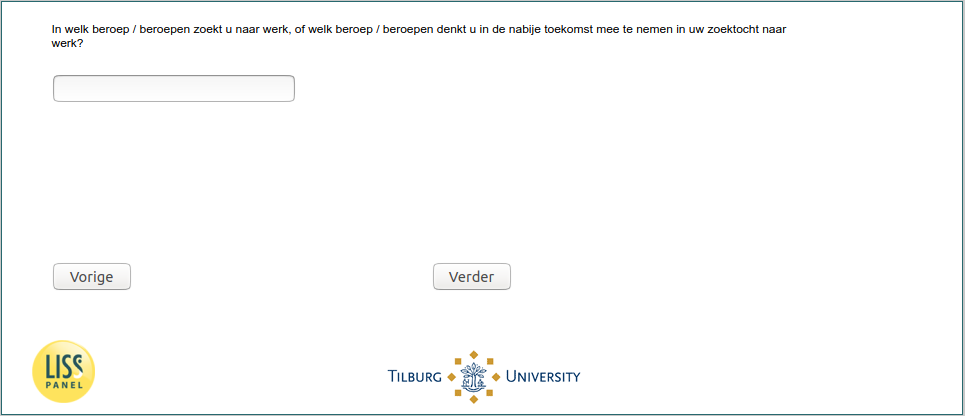 In welk beroep / beroepen zoekt u naar werk, of welk beroep / beroepen denkt u in de nabije toekomst mee te nemen in uw zoektocht naar
werk?
Vorige
Verder
LISS
PANEL
TILBURG UNIVERSITY